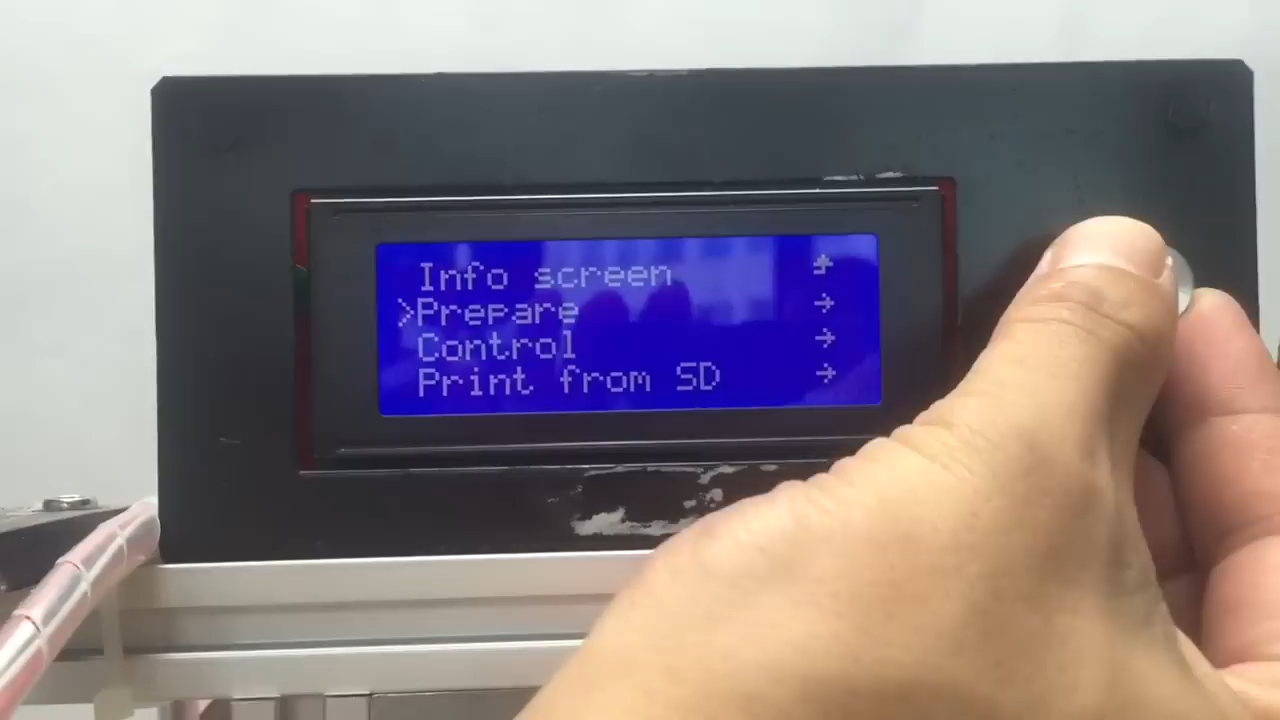 Info screen
>Prepare →
Control →
Print from SD →